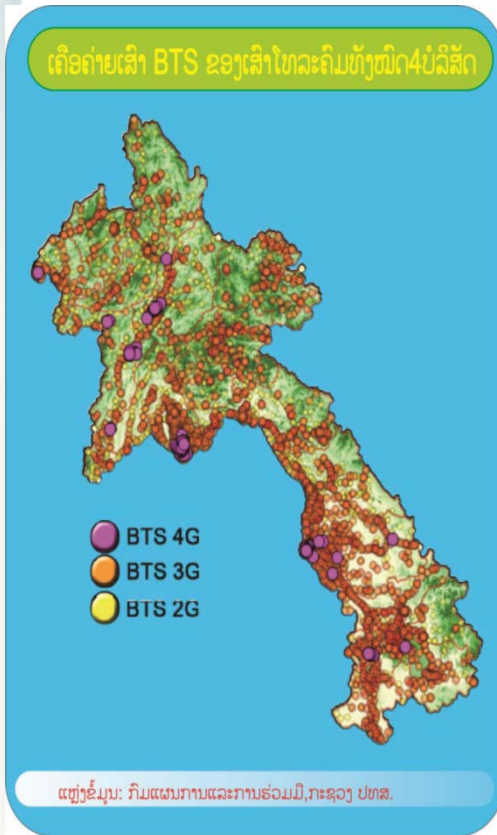 ເຄືອຄ່າຍເສົາ BTS ຂອງເສົາໂທລະຄົມທັງໝົດ4ບໍລິສັດ
BTS 4G
BTS 3G
BTS 2G
ແຫຼ່ງຂໍ້ມູນ: ກົມແຜນການແລະການຮ່ວມມື,ກະຊວງ ປທສ.